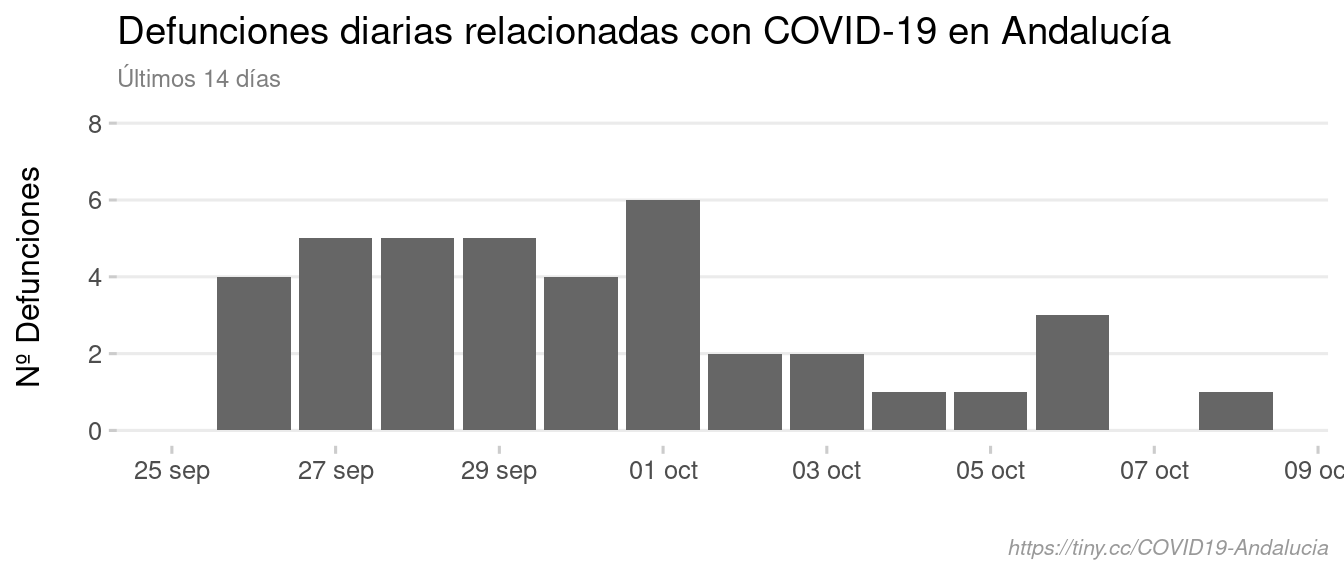 Defunciones diarias relacionadas con COVID-19 en Andalucía
Últimos 14 días
Nº Defunciones
8
6
4
2
0
25 sep 27 sep 29 sep 01 oct 03 oct 05 oct 07 oct 09 oc
https://tiny.cc/COVID19-Andalucia